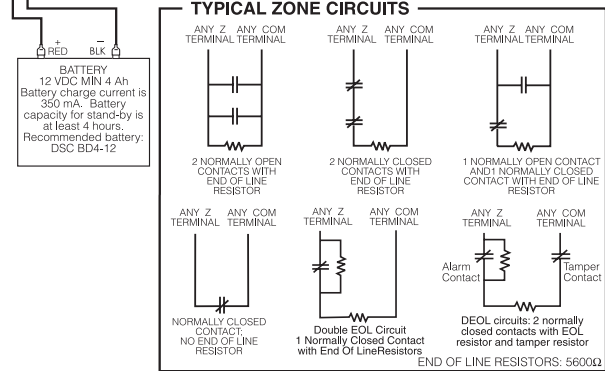 TYPICAL ZONE CIRCUITS
+ −
RED BLK
BATTERY
12 VDC MIN 4 Ah
Battery charge current is
350 mA. Battery
capacity for stand-by is
at least 4 hours.
Recommended battery:
DSC BD4-12
ANY Z ANY COM
TERMINAL TERMINAL
2 NORMALLY OPEN
CONTACTS WITH
END OF LINE
RESISTOR
ANY Z ANY COM
TERMINAL TERMINAL
2 NORMALLY CLOSED
CONTACTS WITH
END OF LINE
RESISTOR
ANY Z ANY COM
TERMINAL TERMINAL
1 NORMALLY OPEN CONTACT
AND1 NORMALLY CLOSED
CONTACT WITH END OF LINE
RESISTOR
ANY Z ANY COM
TERMINAL TERMINAL
NORMALLY CLOSED
CONTACT;
NO END OF LINE
RESISTOR
ANY Z ANY COM
TERMINAL TERMINAL
Double EOL Circuit
1 Normally Closed Contact
with End Of LineResistors
ANY Z ANY COM
TERMINAL TERMINAL
Alarm
Contact
Tamper
Contact
DEOL circuits: 2 normally
closed contacts with EOL
resistor and tamper resistor
END OF LINE RESISTORS: 5600Ω